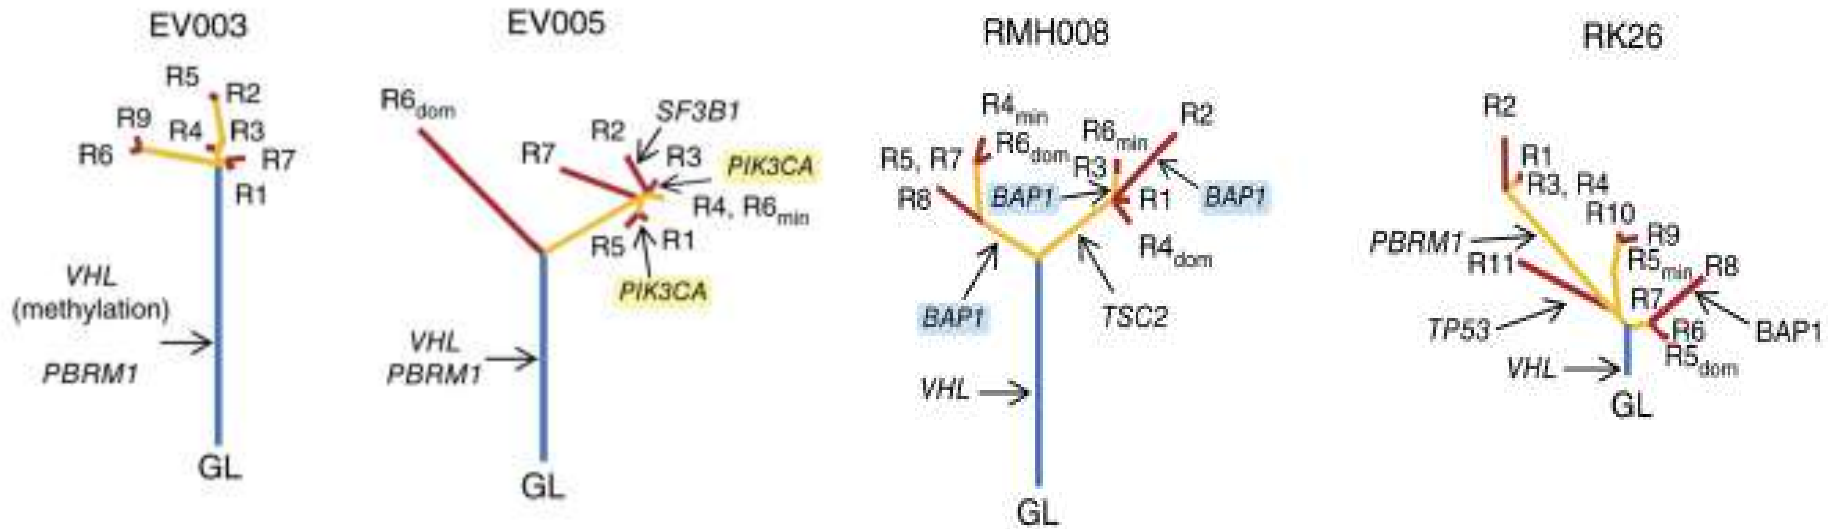 EV003
R5
R2
R9
R4
R3
R6
R7
R1
VHL
(methylation)
PBRM1
GL
EV005
R6dom
SF3B1
R2
R7
R3
PIK3CA
R4, R6min
R5
R1
PIK3CA
VHL
PBRM1
GL
RMH008
R4min
R2
R6min
R5, R7
R6dom
R3
R8
BAP1
R1
BAP1
R4dom
BAP1
TSC2
VHL
GL
RK26
R2
R1
R3, R4
R10
PBRM1
R9
R11
R5min
R8
R7
TP53
R6
BAP1
R5dom
VHL
GL